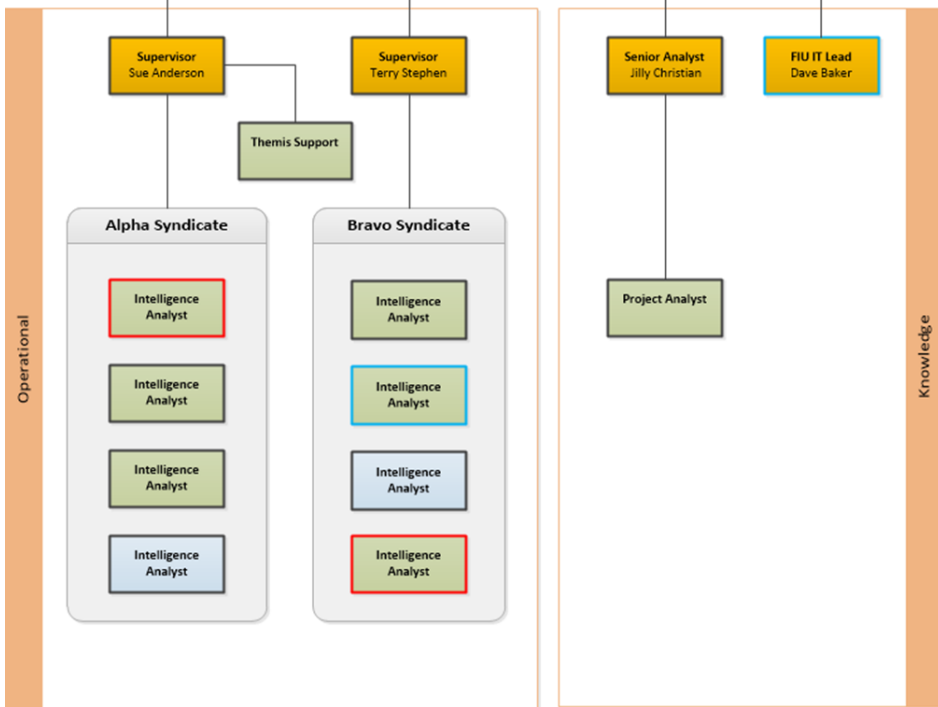 Supervisor
Sue Anderson
Supervisor
Terry Stephen
Senior Analyst
Jilly Christian
FIU IT Lead
Dave Baker
Themis Support
Alpha Syndicate
Intelligence
Analyst
Intelligence
Analyst
Intelligence
Analyst
Intelligence
Analyst
Bravo Syndicate
Intelligence
Analyst
Intelligence
Analyst
Intelligence
Analyst
Intelligence
Analyst
Project Analyst
Operational
Knowledge